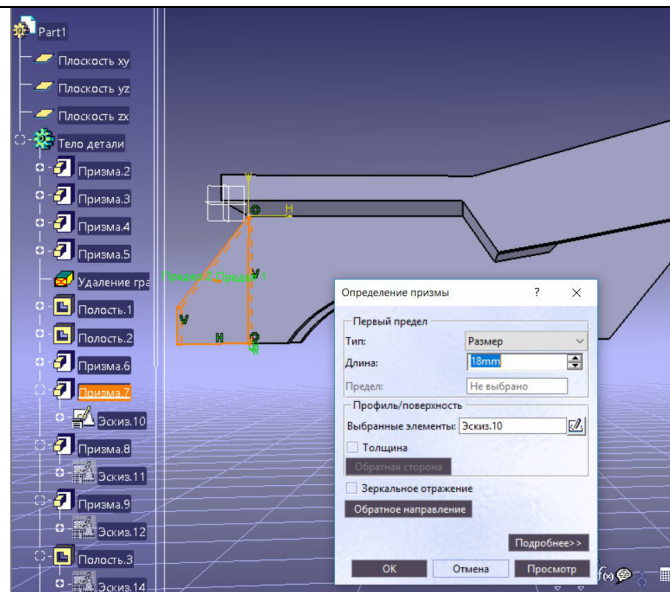 Part1
Плоскость xy
Плоскость yz
Плоскость zx
Тело детали
Призма.2
Призма.3
Призма.4
Призма.5
Удаление гра
Полость.1
Полость.2
Призма.6
Призма.7
Эскиз.10
Призма.8
Эскиз.11
Призма.9
Эскиз.12
Полость.3
Эскиз.14
V
H
V
V
H
Определение призмы
? ×
Первый предел
Тип: Размер
Длина: 18mm
Предел: Не выбрано
Профиль/поверхность
Выбранные элементы: Эскиз.10
Толщина
Обратная сторона
Зеркальное отражение
Обратное направление
Подробнее>>
ОК Отмена Просмотр